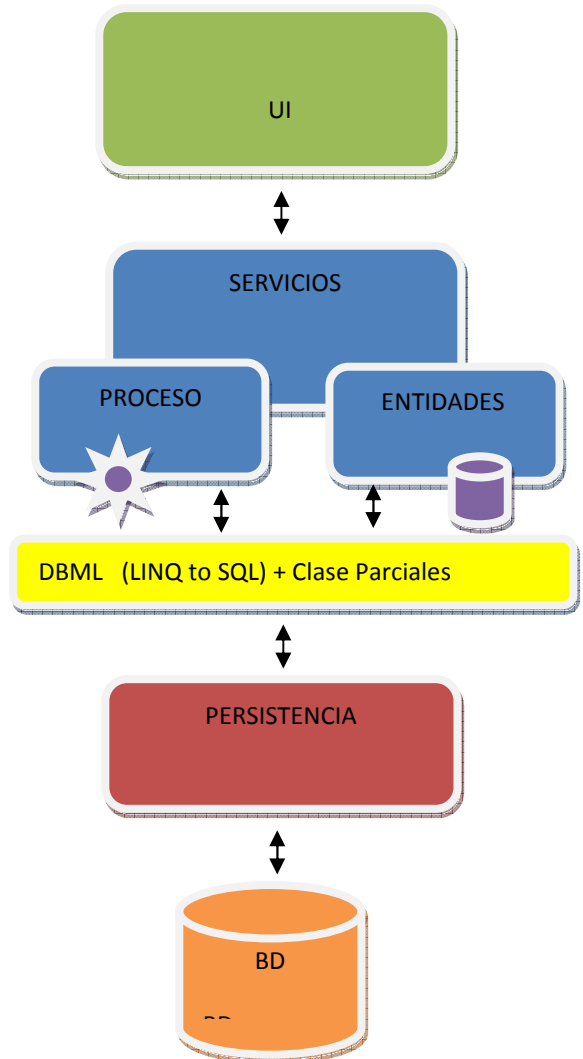 UI
SERVICIOS
PROCESO
ENTIDADES
DBML (LINQ to SQL) + Clase Parciales
PERSISTENCIA
BD